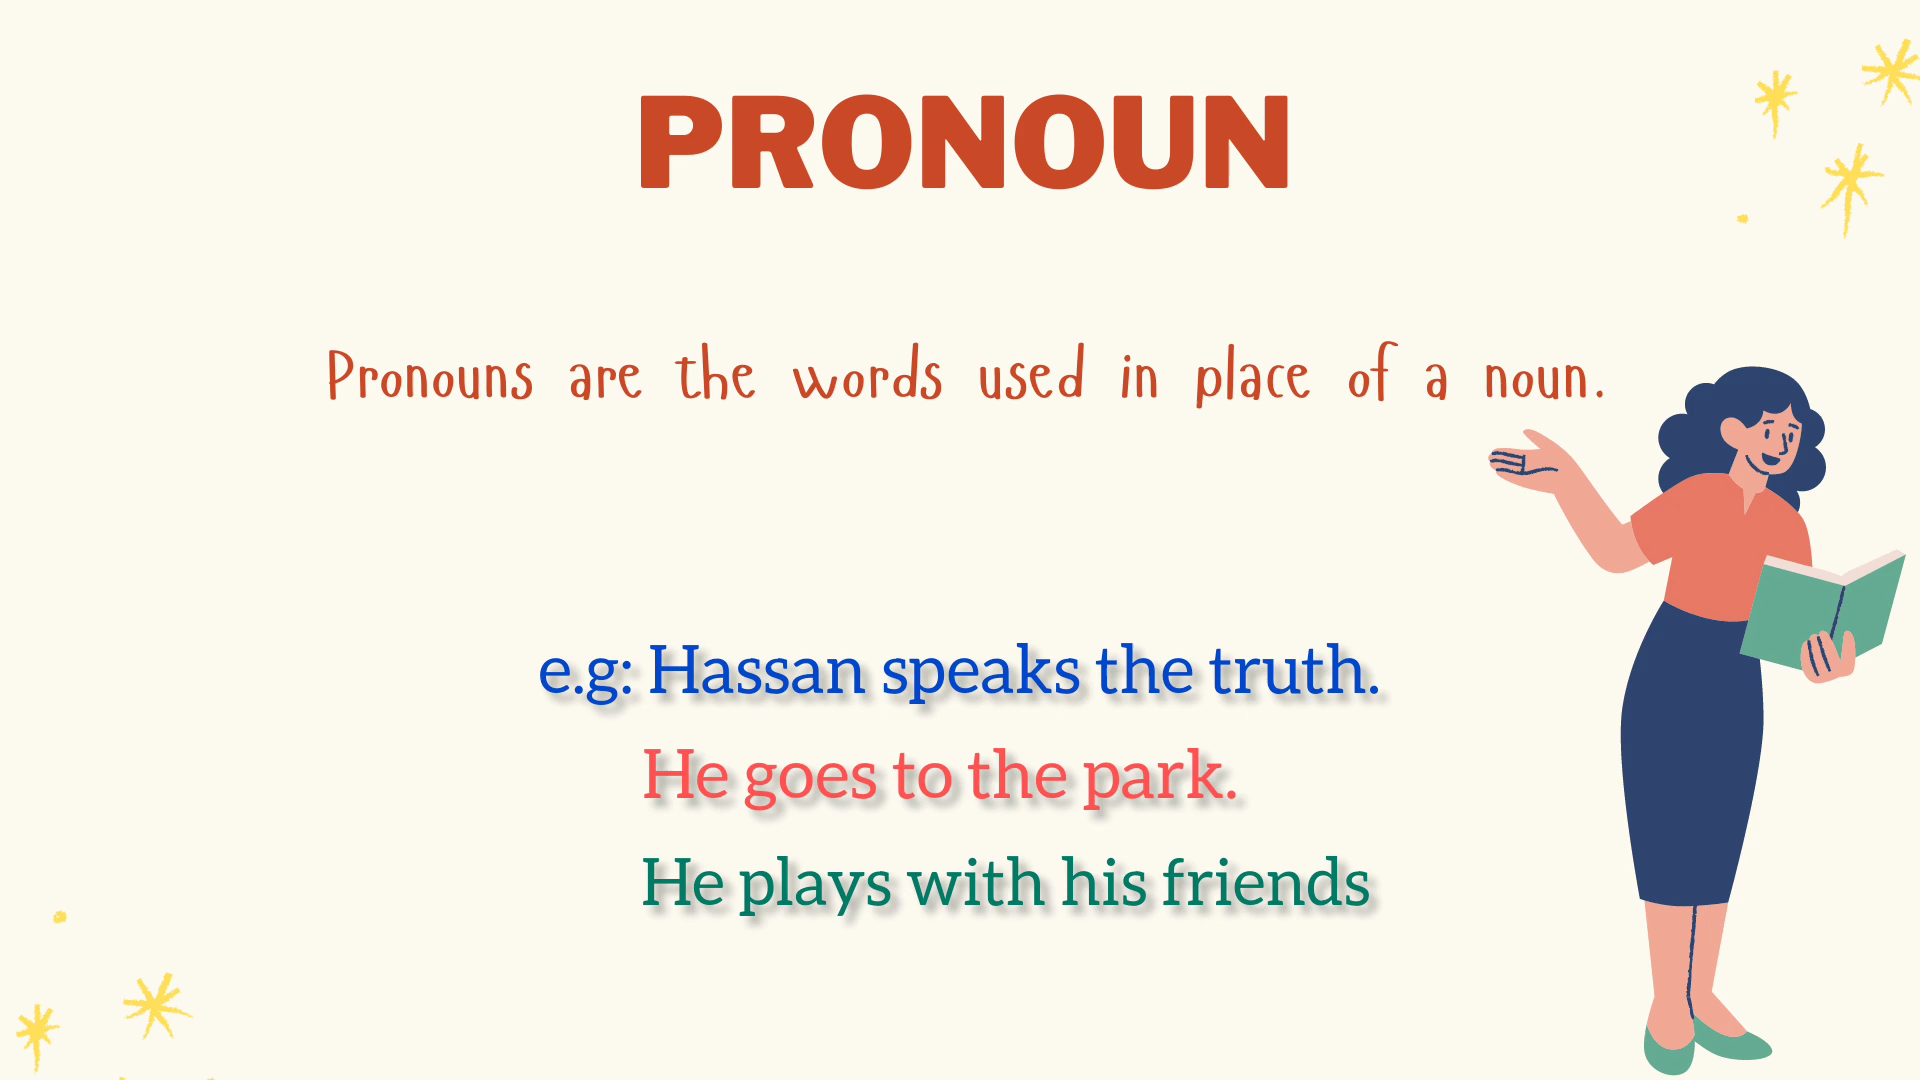 PRONOUN
Pronouns are the words used in place of a noun.
e.g: Hassan speaks the truth.
He goes to the park.
He plays with his friends